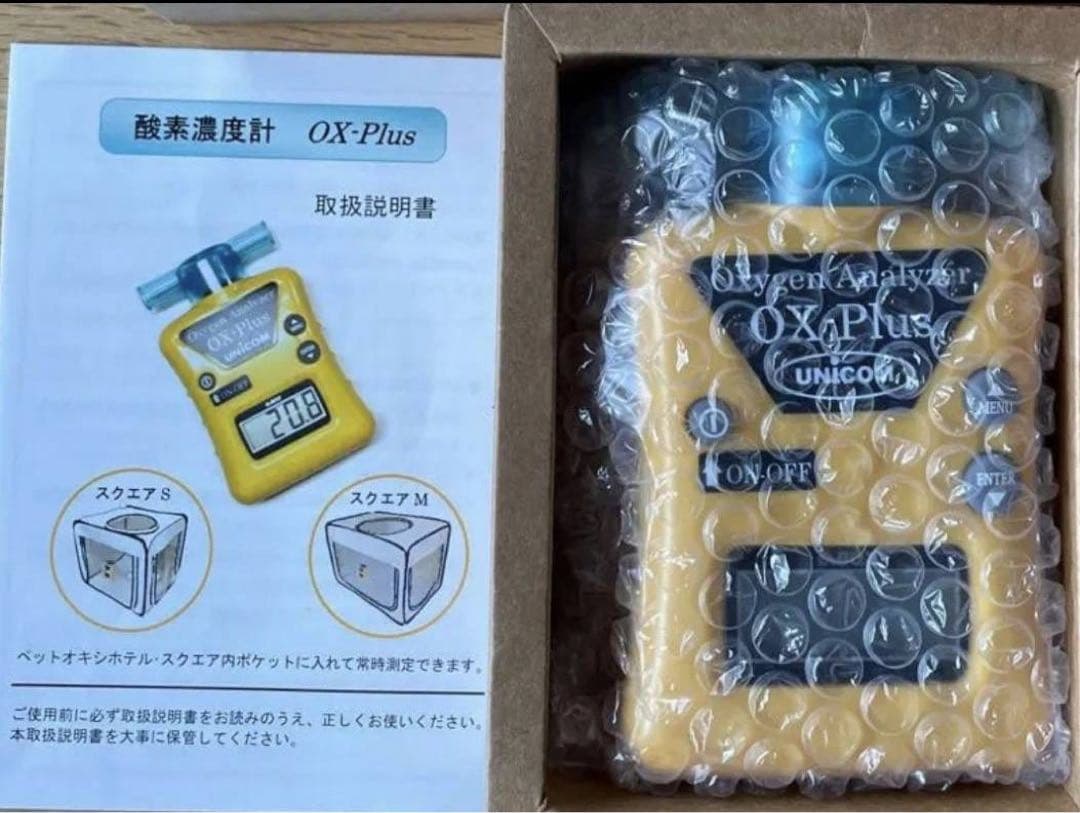 酸素濃度計 OX-Plus
取扱説明書
Oxygen Analyzer
OX-Plus
UNICOM
ON/OFF
20.8
スクエア S
スクエア M
ペットオキシホテル・スクエア内ポケットに入れて常時測定できます。
ご使用前に必ず取扱説明書をお読みのうえ、正しくお使いください。
本取扱説明書を大事に保管してください。
Oxygen Analyzer
OX-Plus
UNICOM
MENU
ON-OFF
ENTER